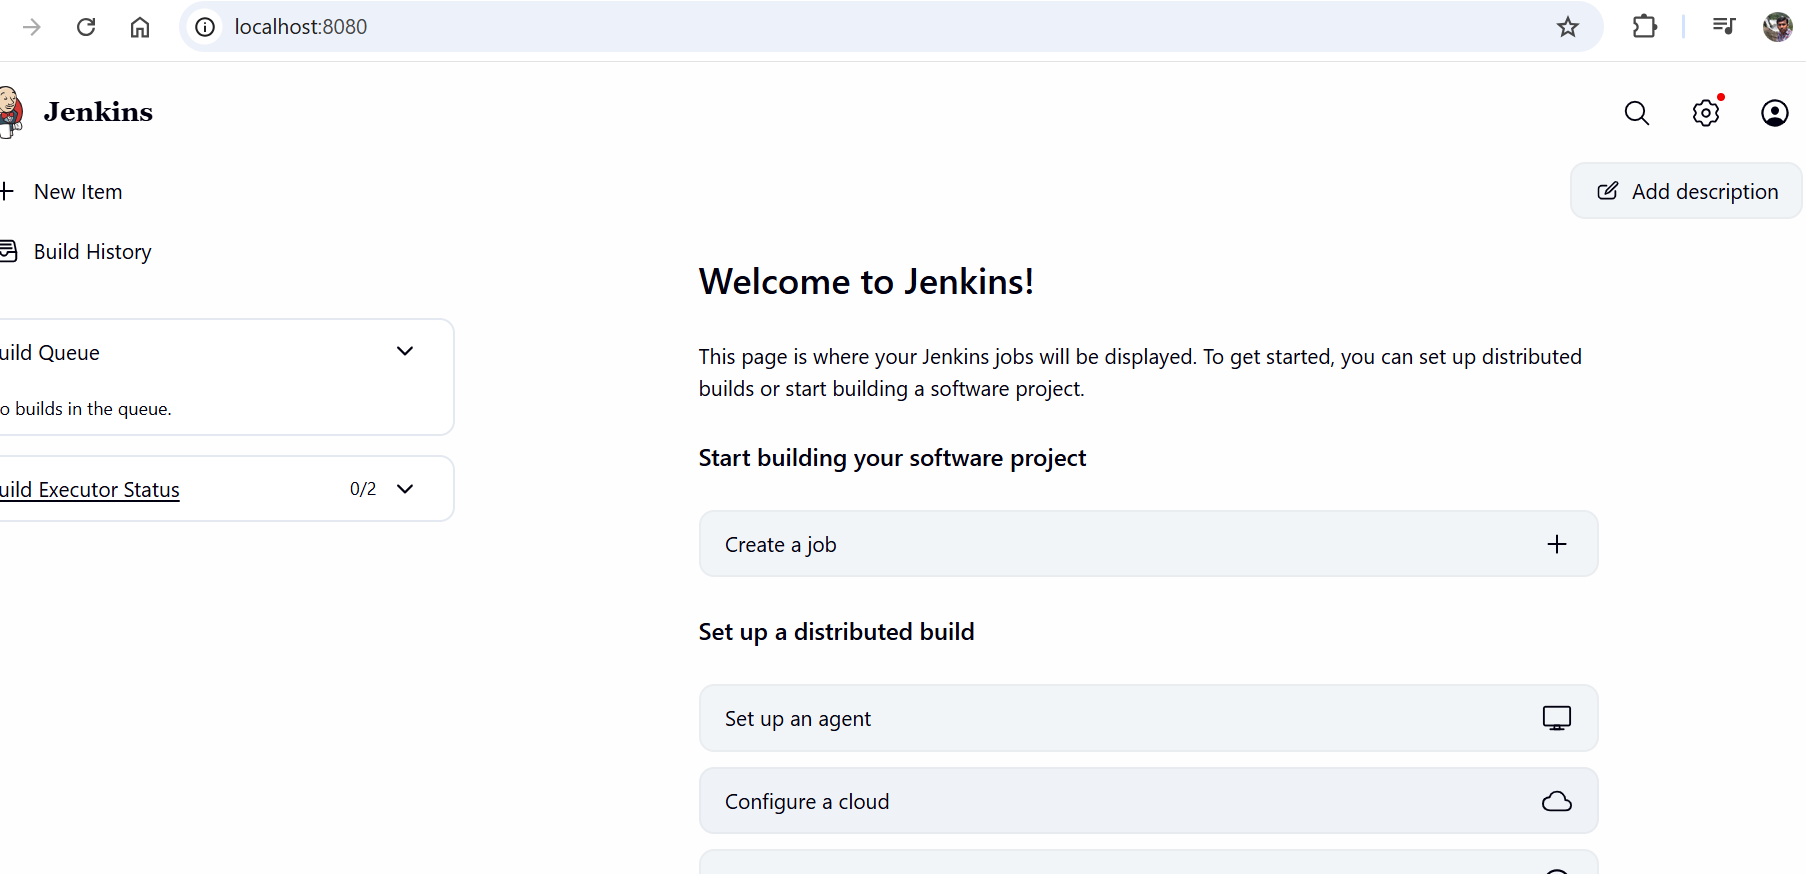 localhost:8080
Jenkins
New Item
Add description
Build History
Welcome to Jenkins!
uild Queue
This page is where your Jenkins jobs will be displayed. To get started, you can set up distributed
builds or start building a software project.
o builds in the queue.
Start building your software project
uild Executor Status 0/2
Create a job
Set up a distributed build
Set up an agent
Configure a cloud